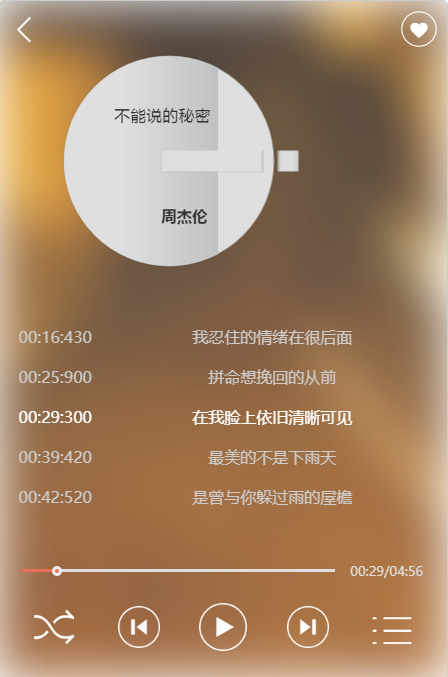 不能说的秘密
周杰伦
00:16:430 我忍住的情绪在很后面
00:25:900 拼命想挽回的从前
00:29:300 在我脸上依旧清晰可见
00:39:420 最美的不是下雨天
00:42:520 是曾与你躲过雨的屋檐
00:29/04:56